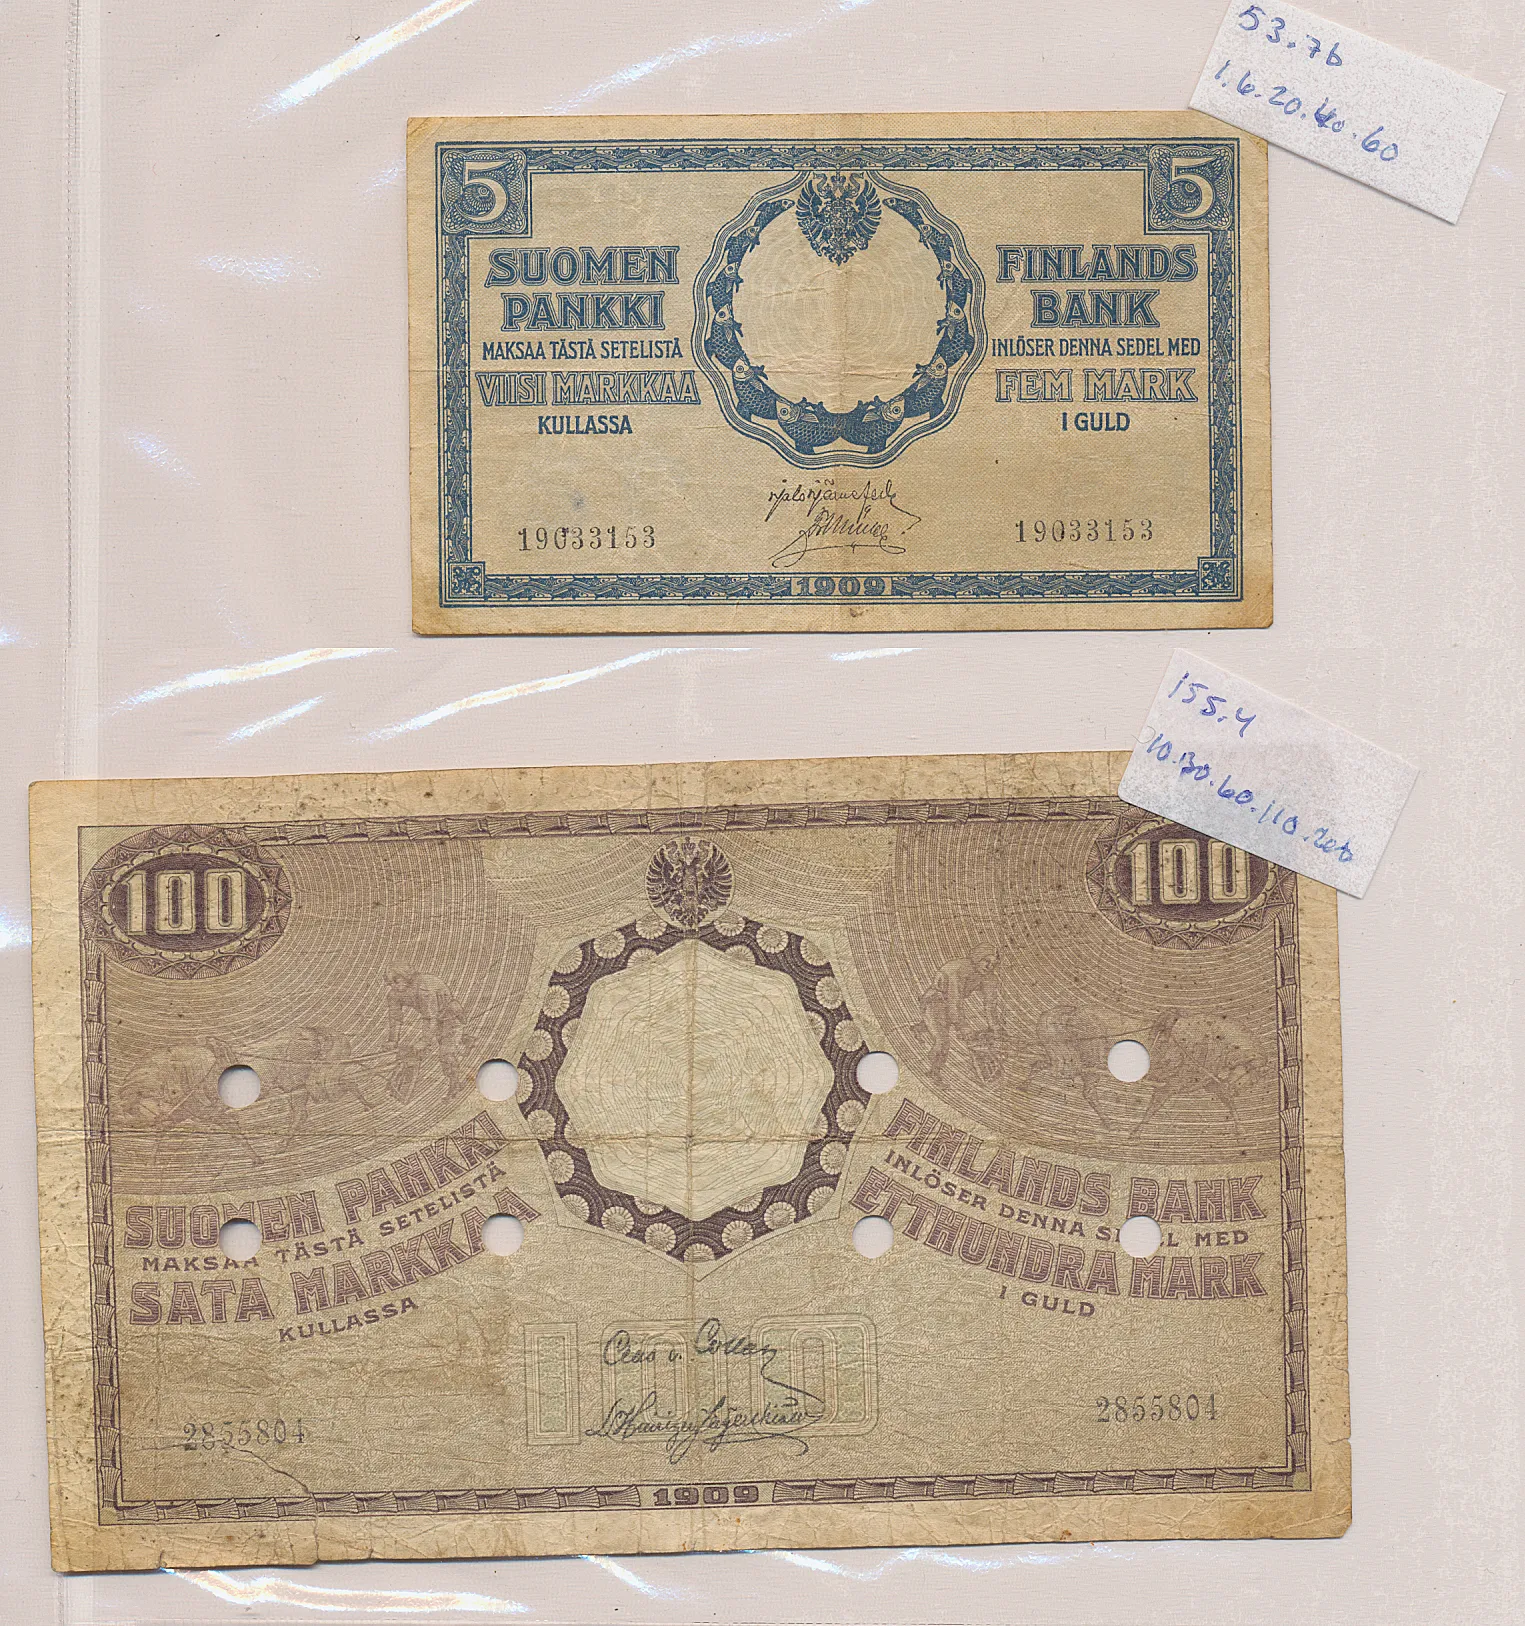 53.7b
1.6.20.40.60
5
5
SUOMEN
PANKKI
MAKSAA TÄSTÄ SETELISTÄ
VIISI MARKKAA
KULLASSA
FINLANDS
BANK
INLÖSER DENNA SEDEL MED
FEM MARK
I GULD
19033153
19033153
1909
155.4
10.30.60.110.200
100
100
SUOMEN PANKKI
MAKSAA TÄSTÄ SETELISTÄ
SATA MARKKAA
KULLASSA
FINLANDS BANK
INLÖSER DENNA SEDEL MED
ETTHUNDRA MARK
I GULD
100
2855804
2855804
1909